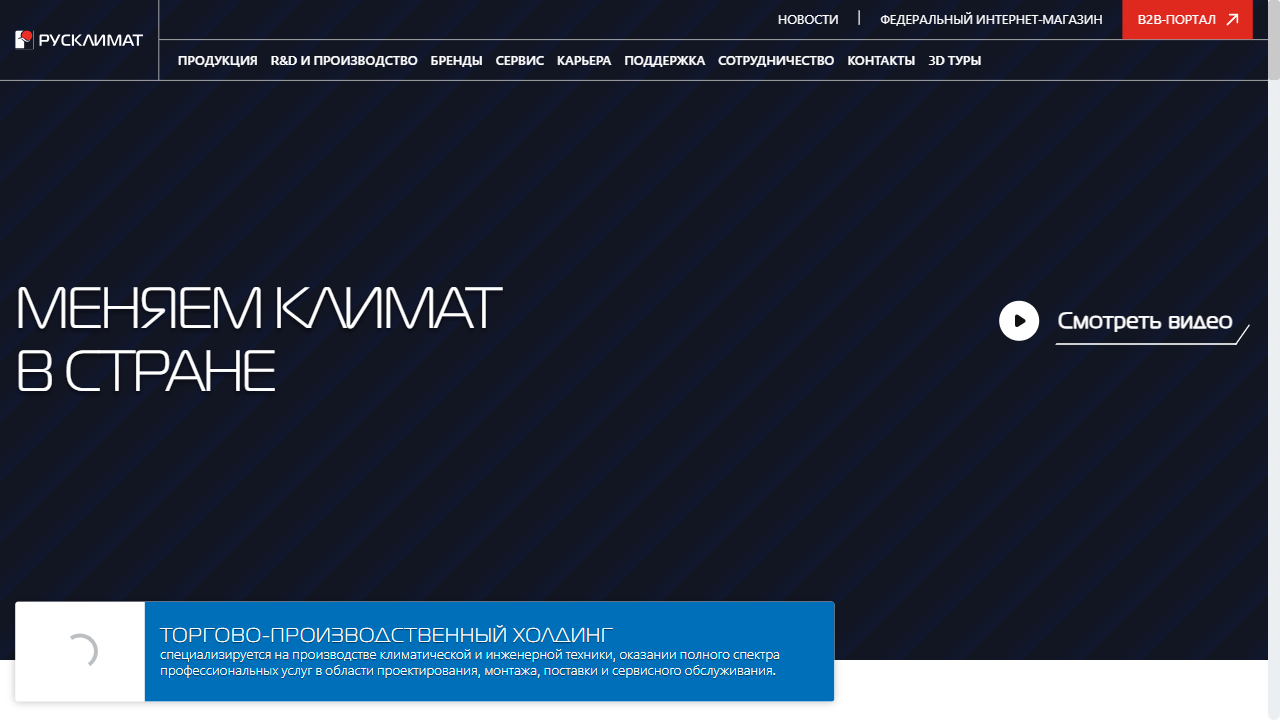 РУСКЛИМАТ
НОВОСТИ | ФЕДЕРАЛЬНЫЙ ИНТЕРНЕТ-МАГАЗИН B2B-ПОРТАЛ
ПРОДУКЦИЯ R&D И ПРОИЗВОДСТВО БРЕНДЫ СЕРВИС КАРЬЕРА ПОДДЕРЖКА СОТРУДНИЧЕСТВО КОНТАКТЫ 3D ТУРЫ
МЕНЯЕМ КЛИМАТ
В СТРАНЕ
Смотреть видео
ТОРГОВО-ПРОИЗВОДСТВЕННЫЙ ХОЛДИНГ
специализируется на производстве климатической и инженерной техники, оказании полного спектра
профессиональных услуг в области проектирования, монтажа, поставки и сервисного обслуживания.